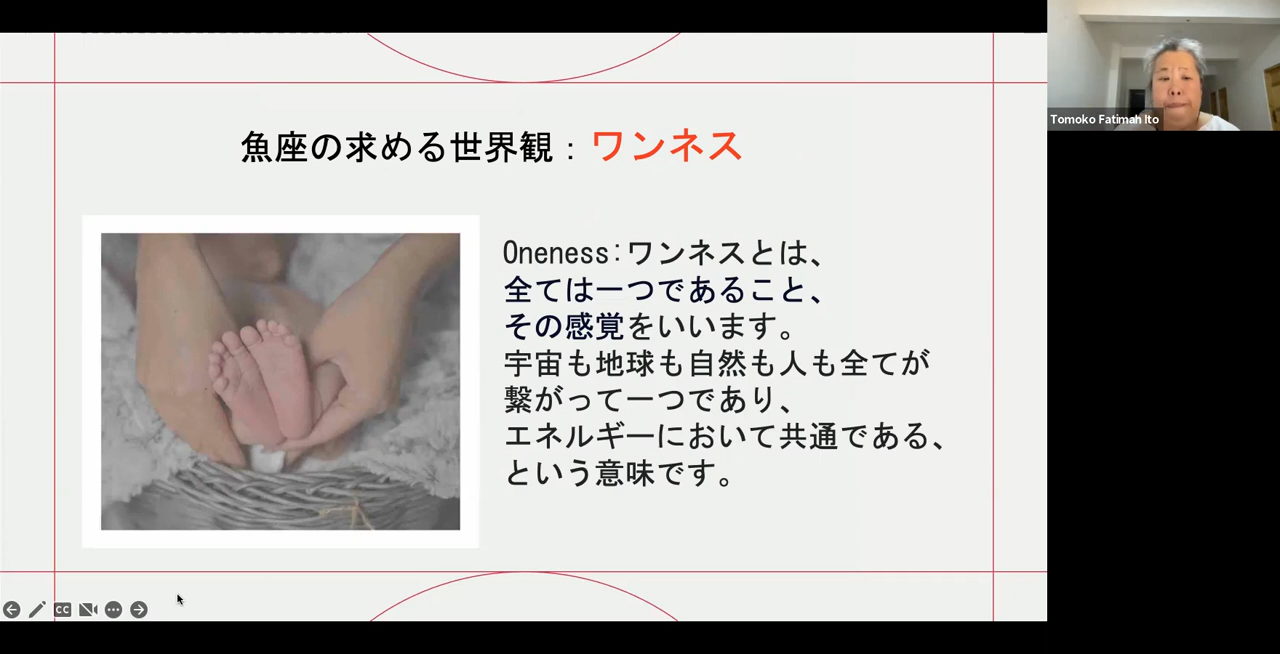 魚座の求める世界観：ワンネス
Oneness:ワンネスとは、
全ては一つであること、
その感覚をいいます。
宇宙も地球も自然も人も全てが
繋がって一つであり、
エネルギーにおいて共通である、
という意味です。
Tomoko Fatimah Ito
CC